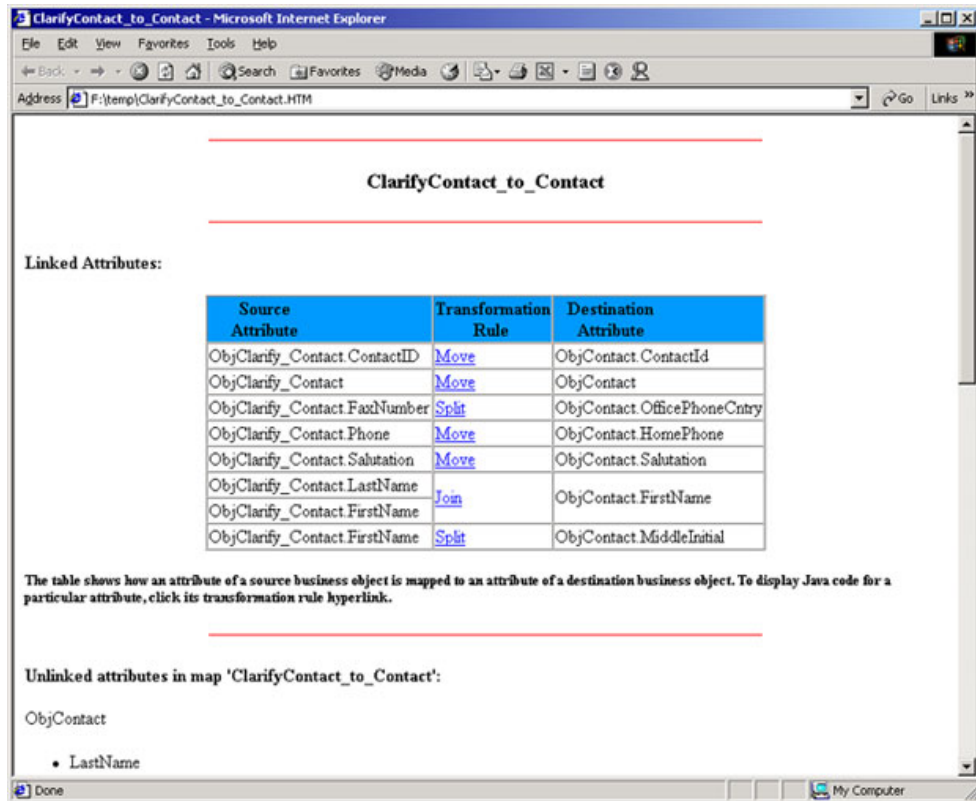 ClarifyContact_to_Contact - Microsoft Internet Explorer
File Edit View Favorites Tools Help
Back Search Favorites Media
Address F:\temp\ClarifyContact_to_Contact.HTM Go Links »
ClarifyContact_to_Contact
Linked Attributes:
Source Attribute Transformation Rule Destination Attribute
ObjClarify_Contact.ContactID Move ObjContact.ContactId
ObjClarify_Contact Move ObjContact
ObjClarify_Contact.FaxNumber Split ObjContact.OfficePhoneCntry
ObjClarify_Contact.Phone Move ObjContact.HomePhone
ObjClarify_Contact.Salutation Move ObjContact.Salutation
ObjClarify_Contact.LastName
Join ObjContact.FirstName
ObjClarify_Contact.FirstName
ObjClarify_Contact.FirstName Split ObjContact.MiddleInitial
The table shows how an attribute of a source business object is mapped to an attribute of a destination business object. To display Java code for a
particular attribute, click its transformation rule hyperlink.
Unlinked attributes in map 'ClarifyContact_to_Contact':
ObjContact
• LastName
Done My Computer